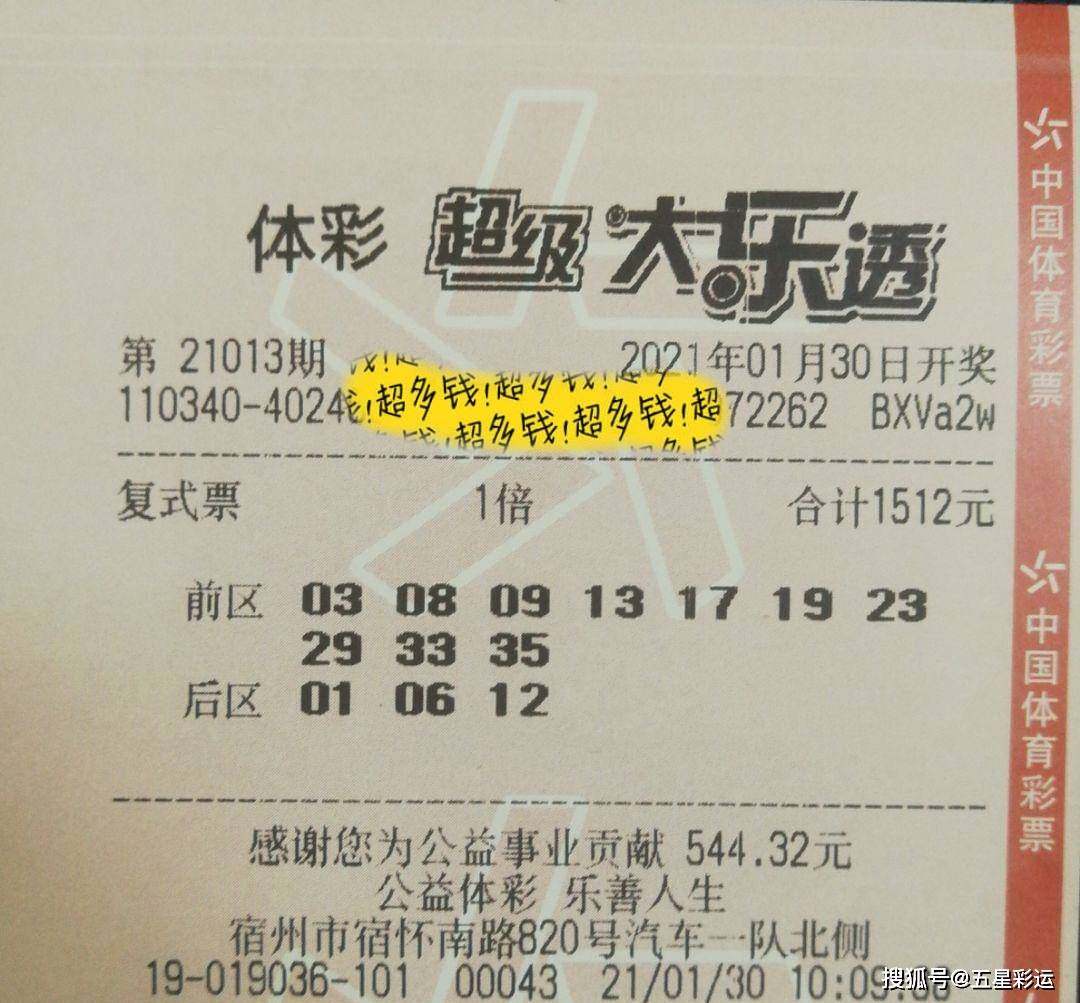 体彩 超级大乐透
第 21013期 2021年01月30日开奖
110340-4024 钱!超多钱!超多钱!超 72262 BXVa2w
超多钱!超多钱!
复式票 1倍 合计1512元
前区 03 08 09 13 17 19 23
29 33 35
后区 01 06 12
感谢您为公益事业贡献 544.32元
公益体彩 乐善人生
宿州市宿怀南路820号汽车一队北侧
19-019036-101 00043 21/01/30 10:09
搜狐号@五星彩运
中国体育彩票
中国体育彩票